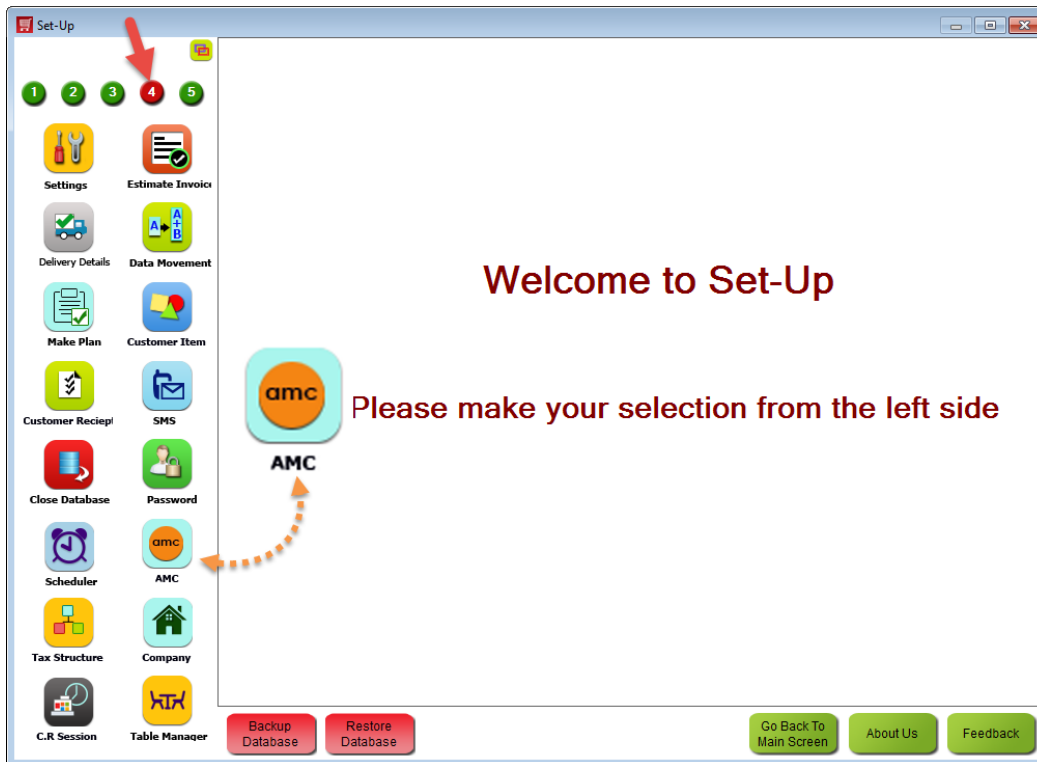 Set-Up
1 2 3 4 5
Settings
Estimate Invoice
Delivery Details
A A+B
Data Movement
Make Plan
Customer Item
Customer Reciept
SMS
Close Database
Password
Scheduler
amc
AMC
Tax Structure
Company
C.R Session
Table Manager
Welcome to Set-Up
Please make your selection from the left side
amc
AMC
Backup
Database
Restore
Database
Go Back To
Main Screen
About Us
Feedback